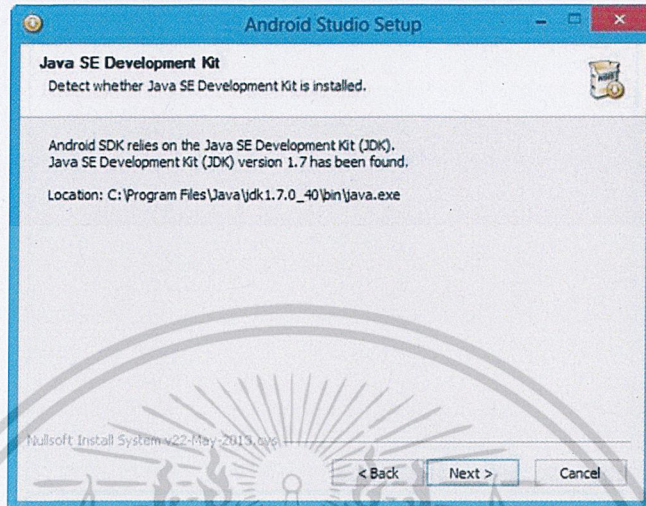 Android Studio Setup
Java SE Development Kit
Detect whether Java SE Development Kit is installed.
Android SDK relies on the Java SE Development Kit (JDK).
Java SE Development Kit (JDK) version 1.7 has been found.
Location: C:\Program Files\Java\jdk1.7.0_40\bin\java.exe
Nullsoft Install System v22-May-2013.cvs
< Back
Next >
Cancel